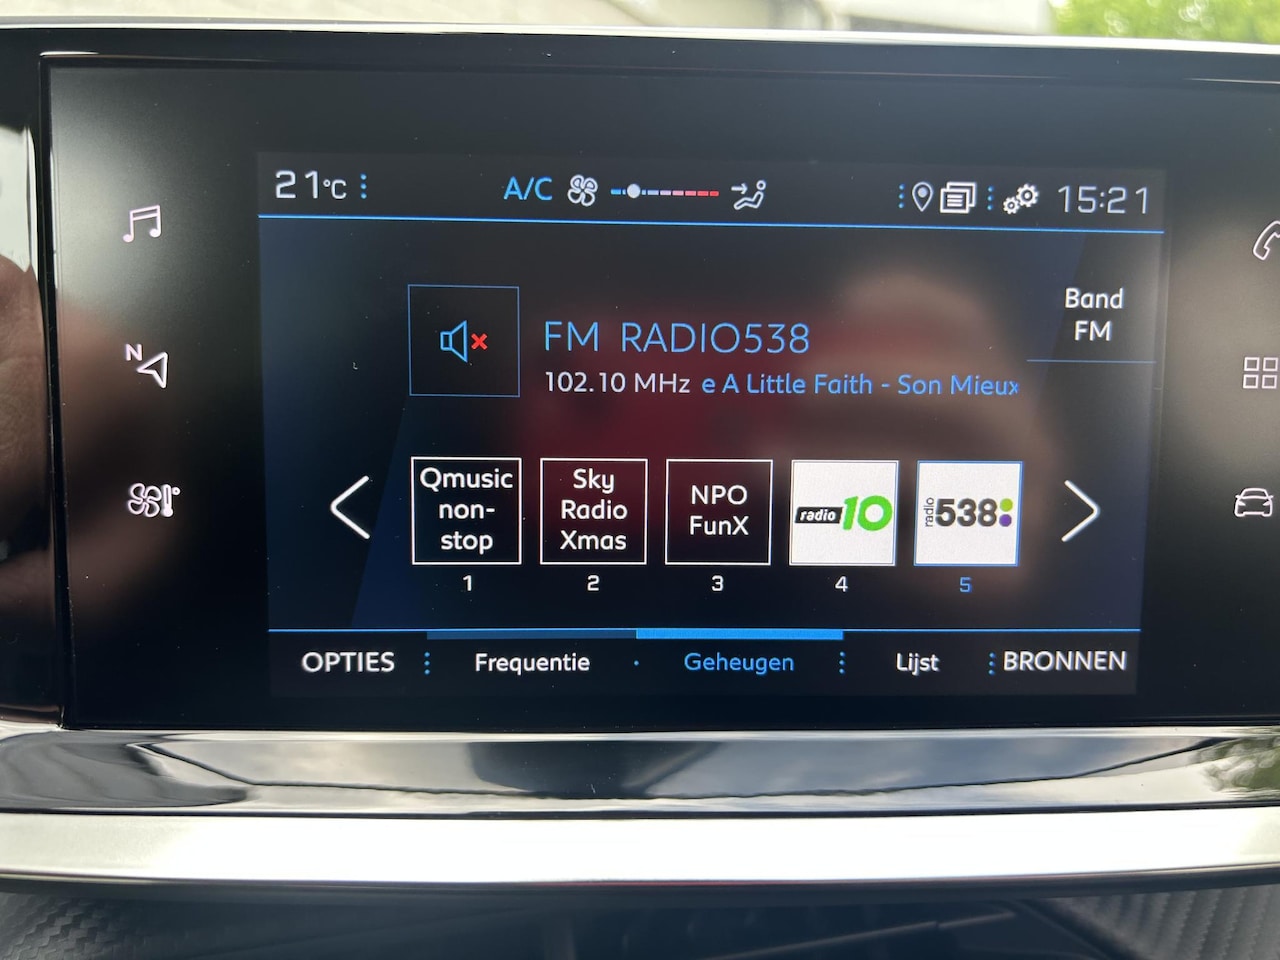 21°C
A/C
15:21
N
Band
FM
FM RADIO538
102.10 MHz e A Little Faith - Son Mieux
Qmusic
non-
stop
Sky
Radio
Xmas
NPO
FunX
radio 10
radio 538
1
2
3
4
5
OPTIES
Frequentie
Geheugen
Lijst
BRONNEN